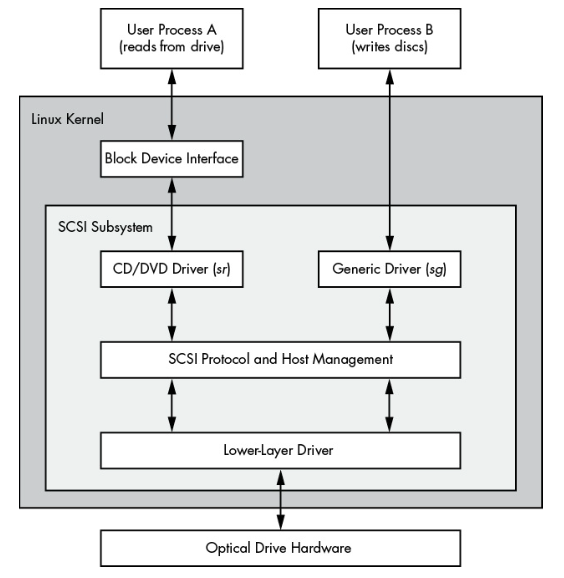 User Process A
(reads from drive)
User Process B
(writes discs)
Linux Kernel
Block Device Interface
SCSI Subsystem
CD/DVD Driver (sr)
Generic Driver (sg)
SCSI Protocol and Host Management
Lower-Layer Driver
Optical Drive Hardware